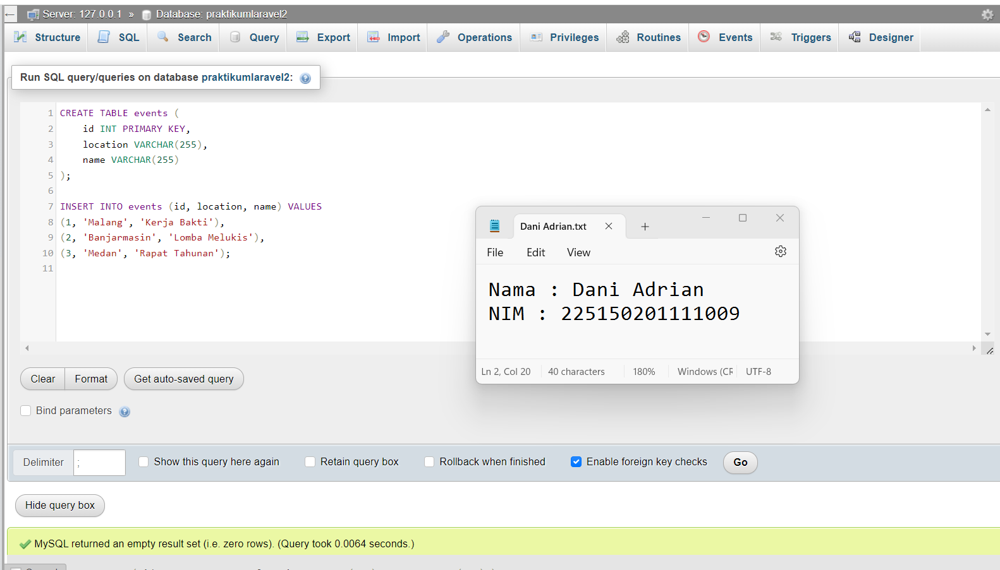 Server: 127.0.0.1 » Database: praktikumlaravel2
Structure SQL Search Query Export Import Operations Privileges Routines Events Triggers Designer
Run SQL query/queries on database praktikumlaravel2:
1 CREATE TABLE events (
2 id INT PRIMARY KEY,
3 location VARCHAR(255),
4 name VARCHAR(255)
5 );
6
7 INSERT INTO events (id, location, name) VALUES
8 (1, 'Malang', 'Kerja Bakti'),
9 (2, 'Banjarmasin', 'Lomba Melukis'),
10 (3, 'Medan', 'Rapat Tahunan');
11
Dani Adrian.txt
File Edit View
Nama : Dani Adrian
NIM : 225150201111009
Ln 2, Col 20 40 characters 180% Windows (CR UTF-8
Clear Format Get auto-saved query
Bind parameters
Delimiter ; Show this query here again Retain query box Rollback when finished Enable foreign key checks Go
Hide query box
MySQL returned an empty result set (i.e. zero rows). (Query took 0.0064 seconds.)